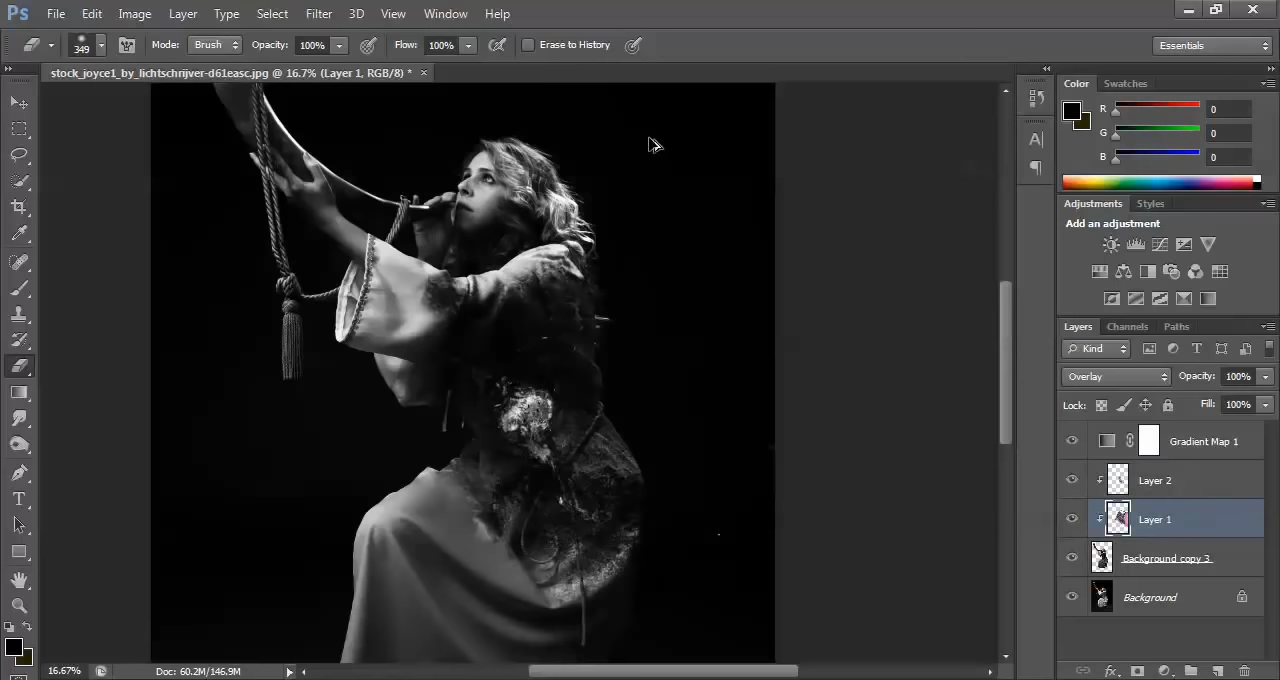 Ps File Edit Image Layer Type Select Filter 3D View Window Help
349 Mode: Brush Opacity: 100% Flow: 100% Erase to History Essentials
stock_joyce1_by_lichtschrijver-d61easc.jpg @ 16.7% (Layer 1, RGB/8) * ×
Color Swatches
R 0
G 0
B 0
Adjustments Styles
Add an adjustment
Layers Channels Paths
Kind
Overlay Opacity: 100%
Lock: Fill: 100%
Gradient Map 1
Layer 2
Layer 1
Background copy 3
Background
16.67% Doc: 60.2M/146.9M